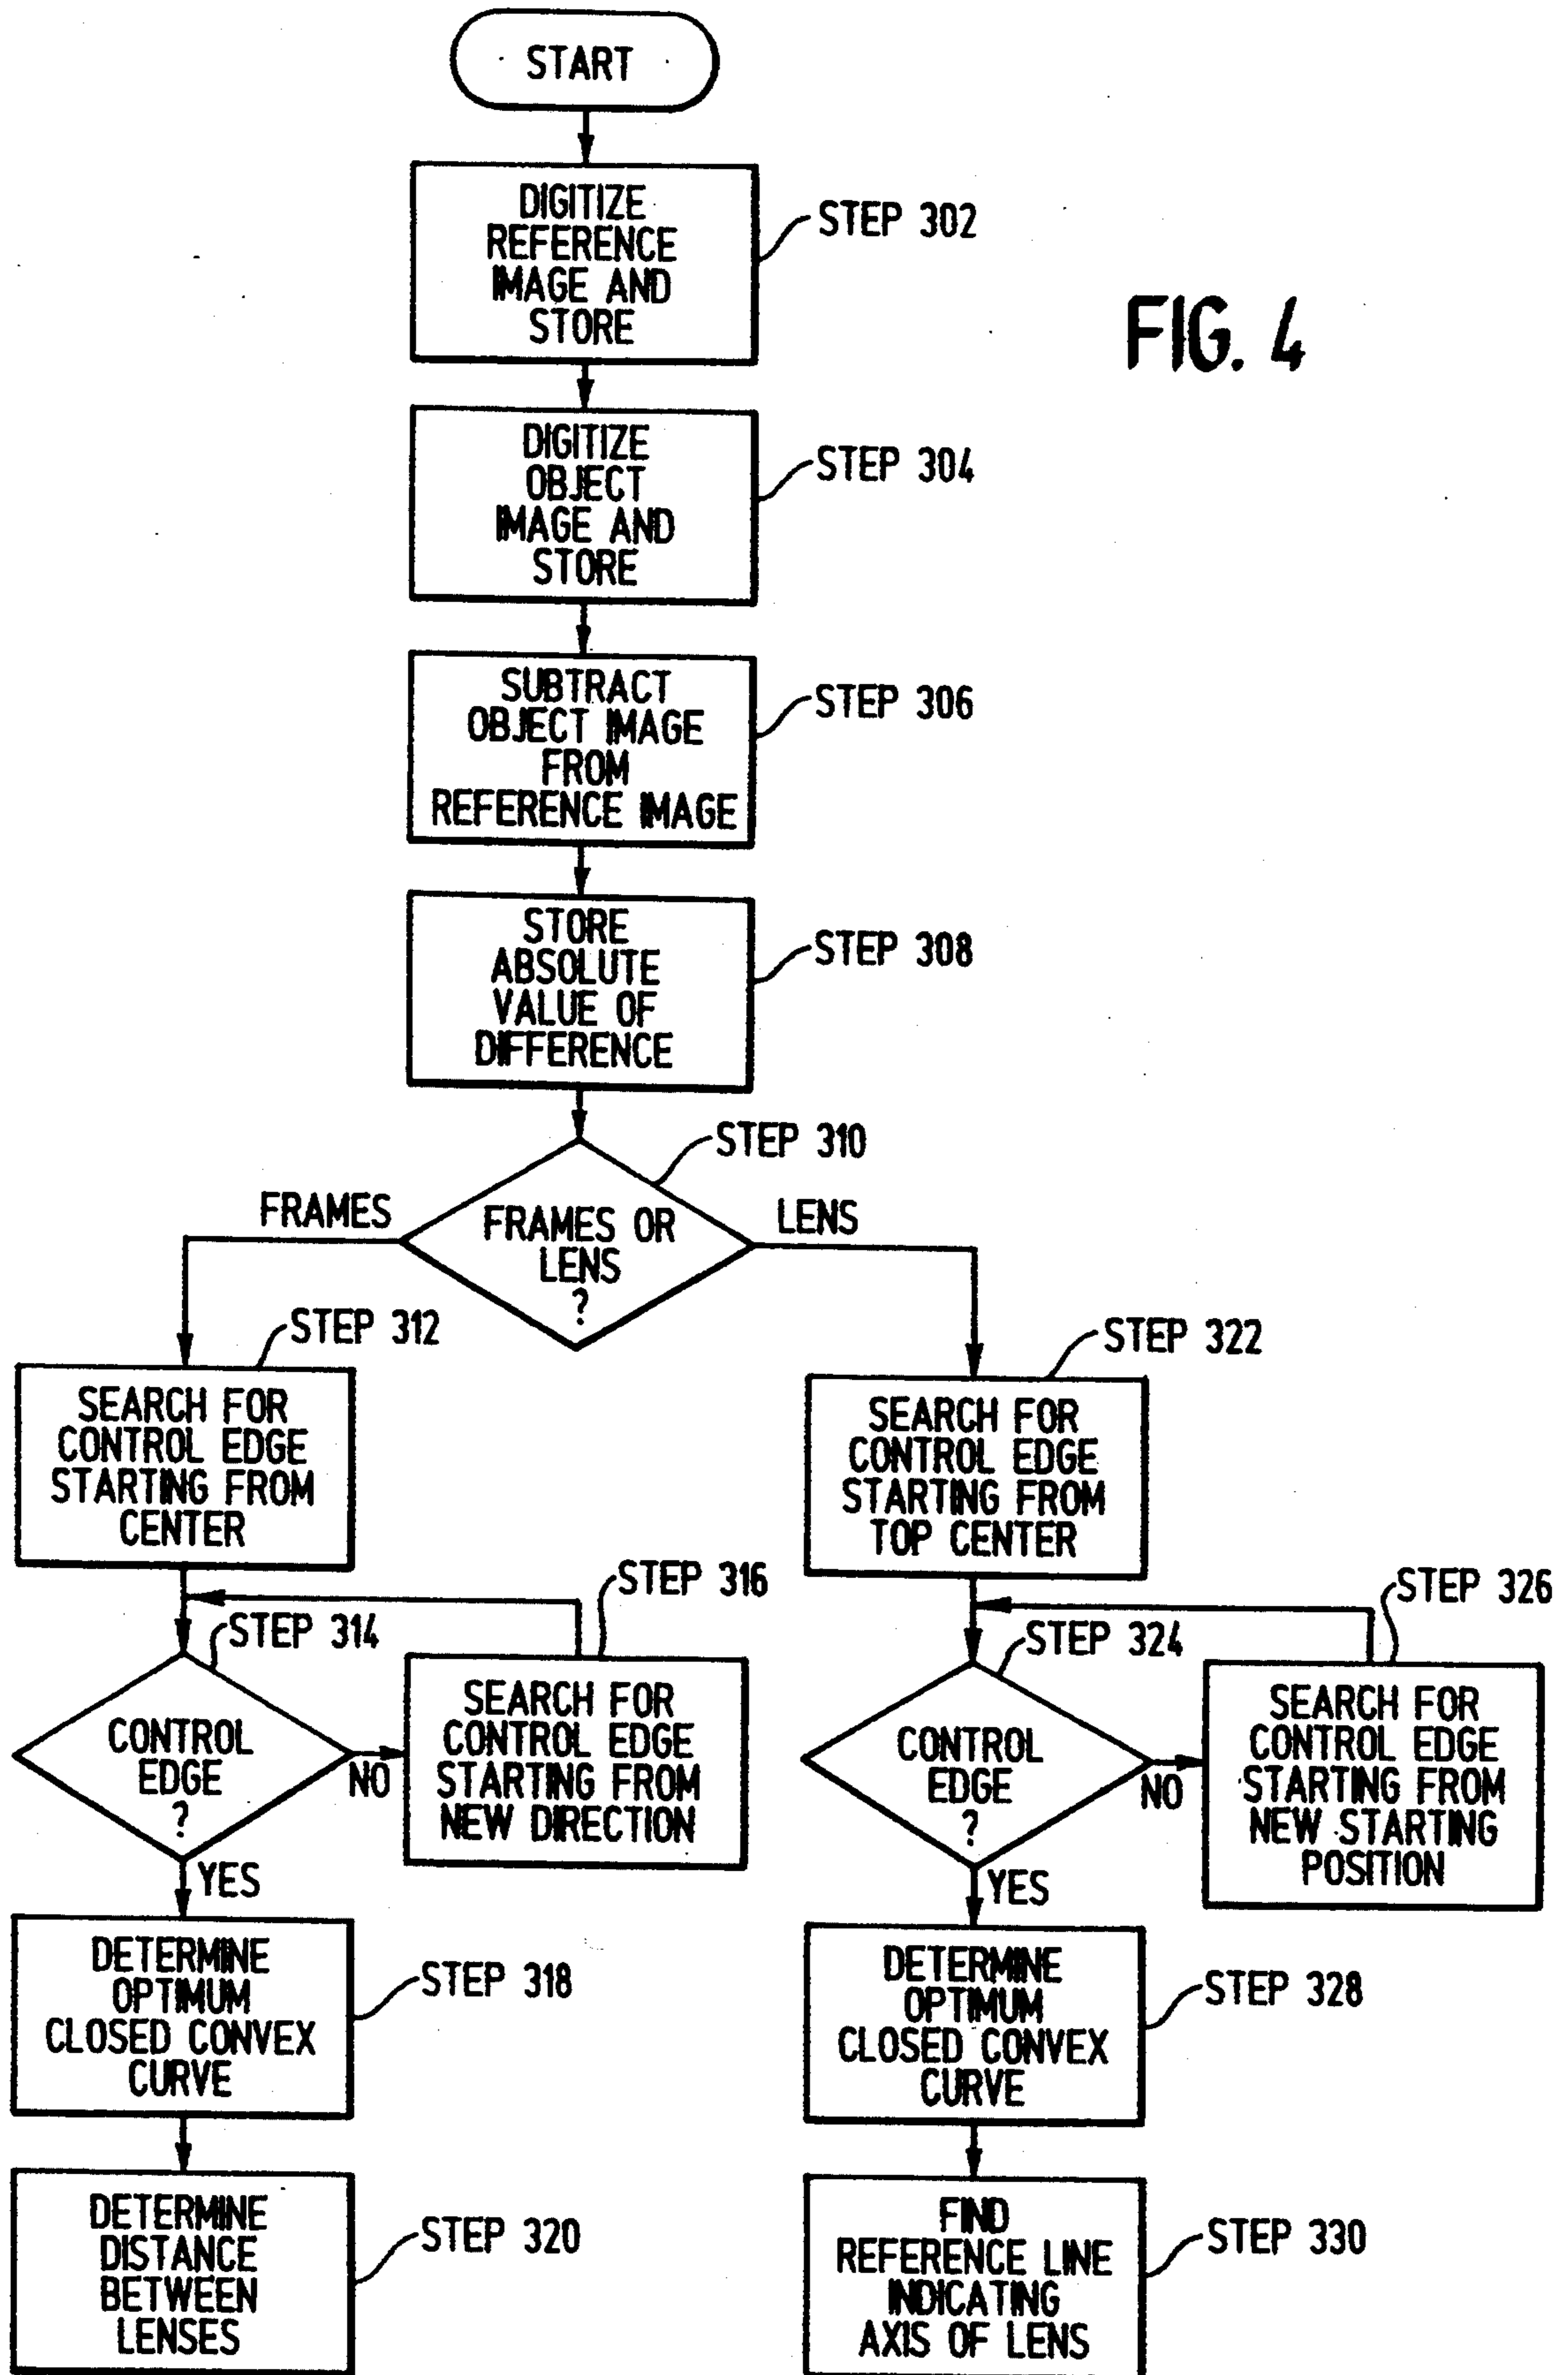 START
DIGITIZE
REFERENCE
IMAGE AND
STORE
STEP 302
FIG. 4
DIGITIZE
OBJECT
IMAGE AND
STORE
STEP 304
SUBTRACT
OBJECT IMAGE
FROM
REFERENCE IMAGE
STEP 306
STORE
ABSOLUTE
VALUE OF
DIFFERENCE
STEP 308
STEP 310
FRAMES
FRAMES OR
LENS
?
LENS
STEP 312
SEARCH FOR
CONTROL EDGE
STARTING FROM
CENTER
STEP 322
SEARCH FOR
CONTROL EDGE
STARTING FROM
TOP CENTER
STEP 314
CONTROL
EDGE
?
NO
YES
STEP 316
SEARCH FOR
CONTROL EDGE
STARTING FROM
NEW DIRECTION
STEP 324
CONTROL
EDGE
?
NO
YES
STEP 326
SEARCH FOR
CONTROL EDGE
STARTING FROM
NEW STARTING
POSITION
DETERMINE
OPTIMUM
CLOSED CONVEX
CURVE
STEP 318
DETERMINE
OPTIMUM
CLOSED CONVEX
CURVE
STEP 328
DETERMINE
DISTANCE
BETWEEN
LENSES
STEP 320
FIND
REFERENCE LINE
INDICATING
AXIS OF LENS
STEP 330